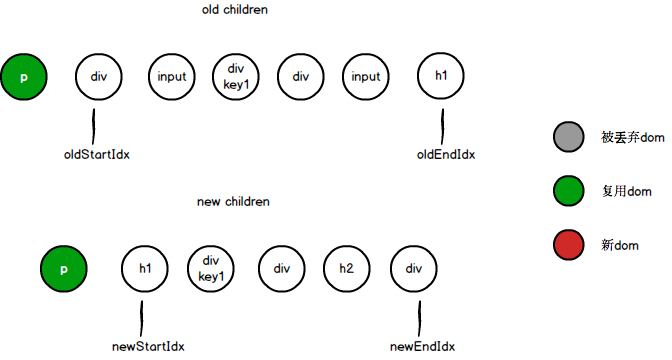 old children
p
div
input
div
key1
div
input
h1
oldStartIdx
oldEndIdx
被丢弃dom
复用dom
新dom
new children
p
h1
div
key1
div
h2
div
newStartIdx
newEndIdx